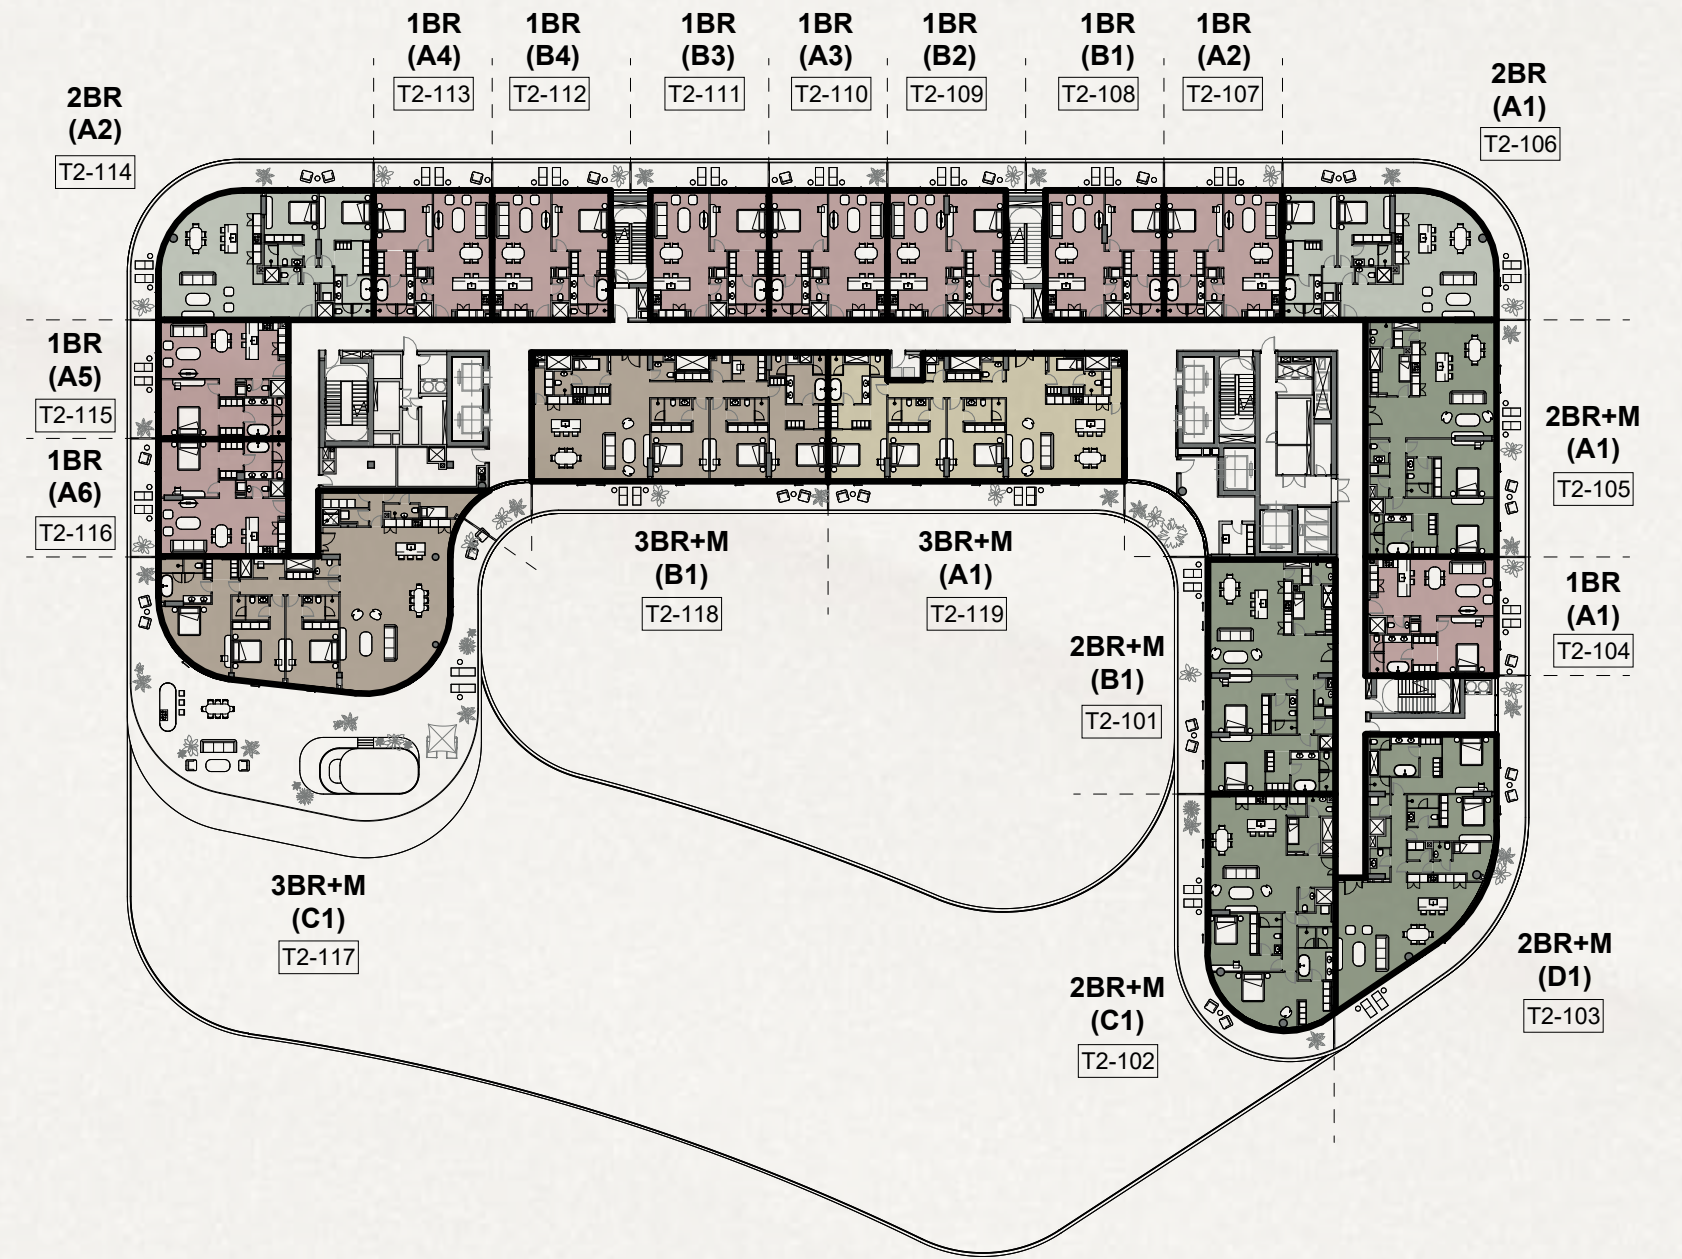 1BR
(A4)
T2-113
1BR
(B4)
T2-112
1BR
(B3)
T2-111
1BR
(A3)
T2-110
1BR
(B2)
T2-109
1BR
(B1)
T2-108
1BR
(A2)
T2-107
2BR
(A1)
T2-106
2BR
(A2)
T2-114
1BR
(A5)
T2-115
1BR
(A6)
T2-116
2BR+M
(A1)
T2-105
3BR+M
(B1)
T2-118
3BR+M
(A1)
T2-119
1BR
(A1)
T2-104
2BR+M
(B1)
T2-101
3BR+M
(C1)
T2-117
2BR+M
(D1)
T2-103
2BR+M
(C1)
T2-102